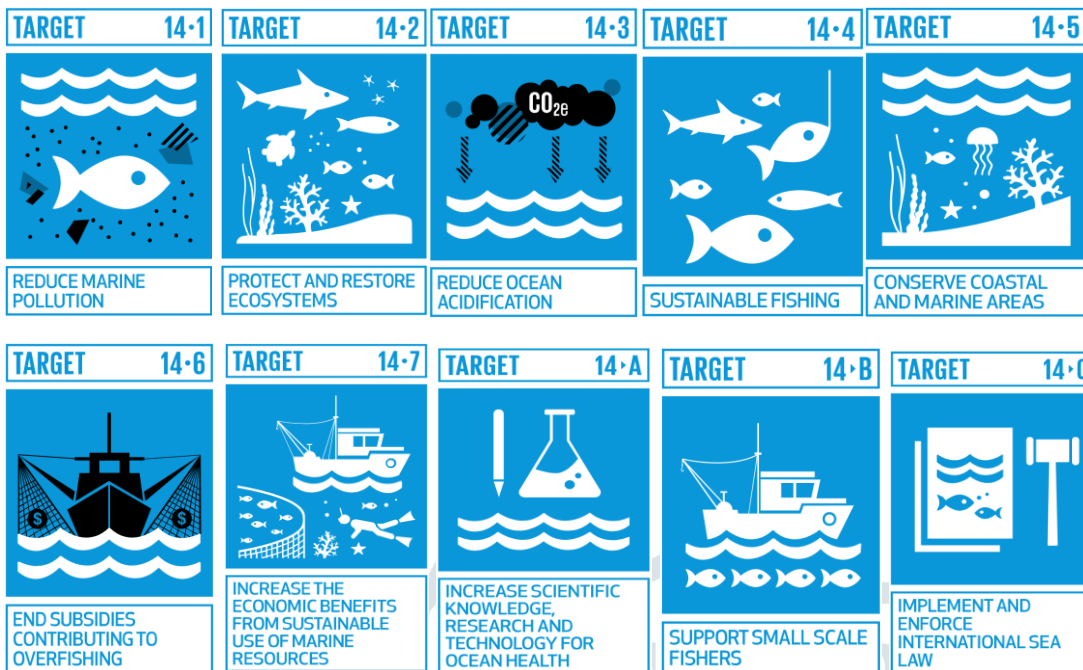 TARGET 14·1
TARGET 14·2
TARGET 14·3
TARGET 14·4
TARGET 14·5
CO2e
REDUCE MARINE
POLLUTION
PROTECT AND RESTORE
ECOSYSTEMS
REDUCE OCEAN
ACIDIFICATION
SUSTAINABLE FISHING
CONSERVE COASTAL
AND MARINE AREAS
TARGET 14·6
TARGET 14·7
TARGET 14·A
TARGET 14·B
TARGET 14·C
$ $
END SUBSIDIES
CONTRIBUTING TO
OVERFISHING
INCREASE THE
ECONOMIC BENEFITS
FROM SUSTAINABLE
USE OF MARINE
RESOURCES
INCREASE SCIENTIFIC
KNOWLEDGE,
RESEARCH AND
TECHNOLOGY FOR
OCEAN HEALTH
SUPPORT SMALL SCALE
FISHERS
IMPLEMENT AND
ENFORCE
INTERNATIONAL SEA
LAW